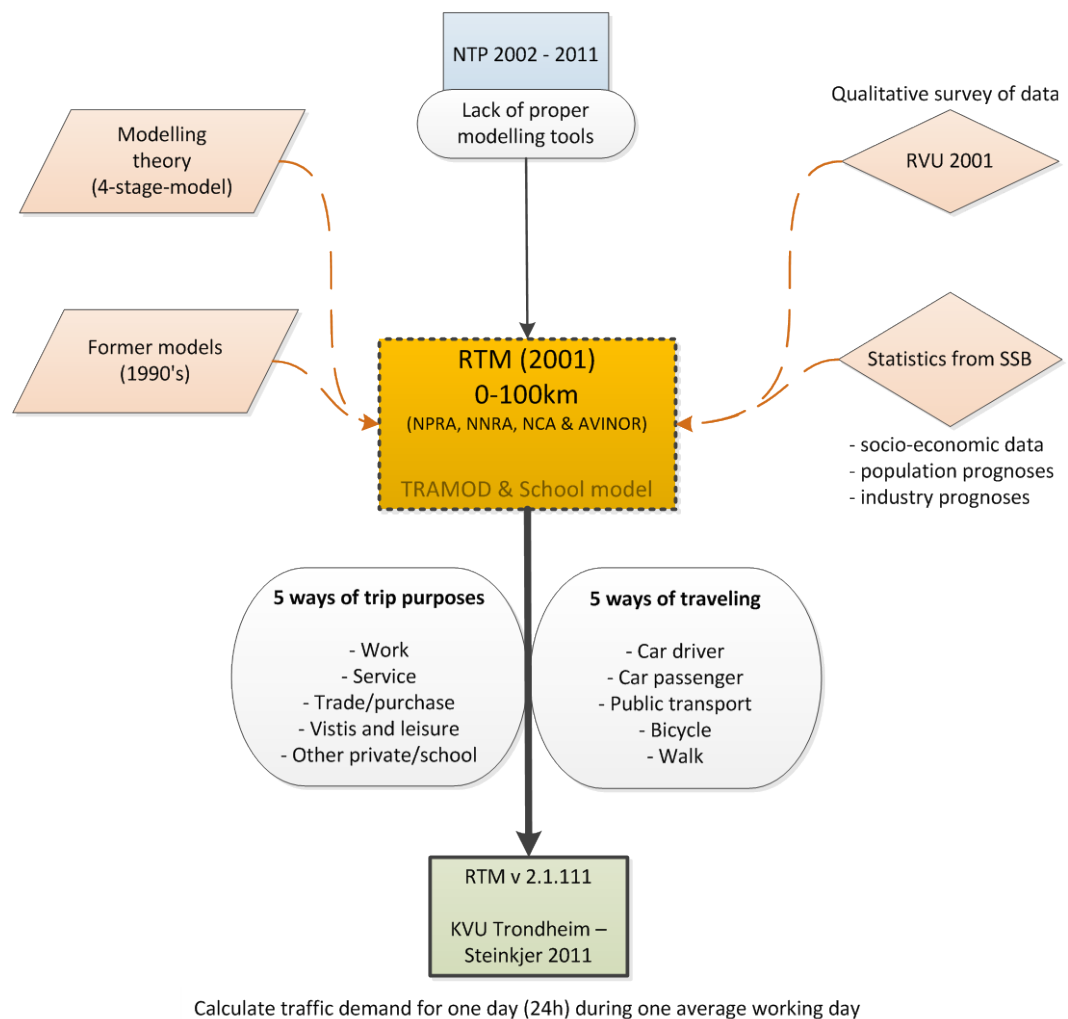 NTP 2002 - 2011
Lack of proper
modelling tools
Modelling
theory
(4-stage-model)
Qualitative survey of data
RVU 2001
Former models
(1990's)
RTM (2001)
0-100km
(NPRA, NNRA, NCA & AVINOR)
TRAMOD & School model
Statistics from SSB
- socio-economic data
- population prognoses
- industry prognoses
5 ways of trip purposes
- Work
- Service
- Trade/purchase
- Vistis and leisure
- Other private/school
5 ways of traveling
- Car driver
- Car passenger
- Public transport
- Bicycle
- Walk
RTM v 2.1.111
KVU Trondheim –
Steinkjer 2011
Calculate traffic demand for one day (24h) during one average working day